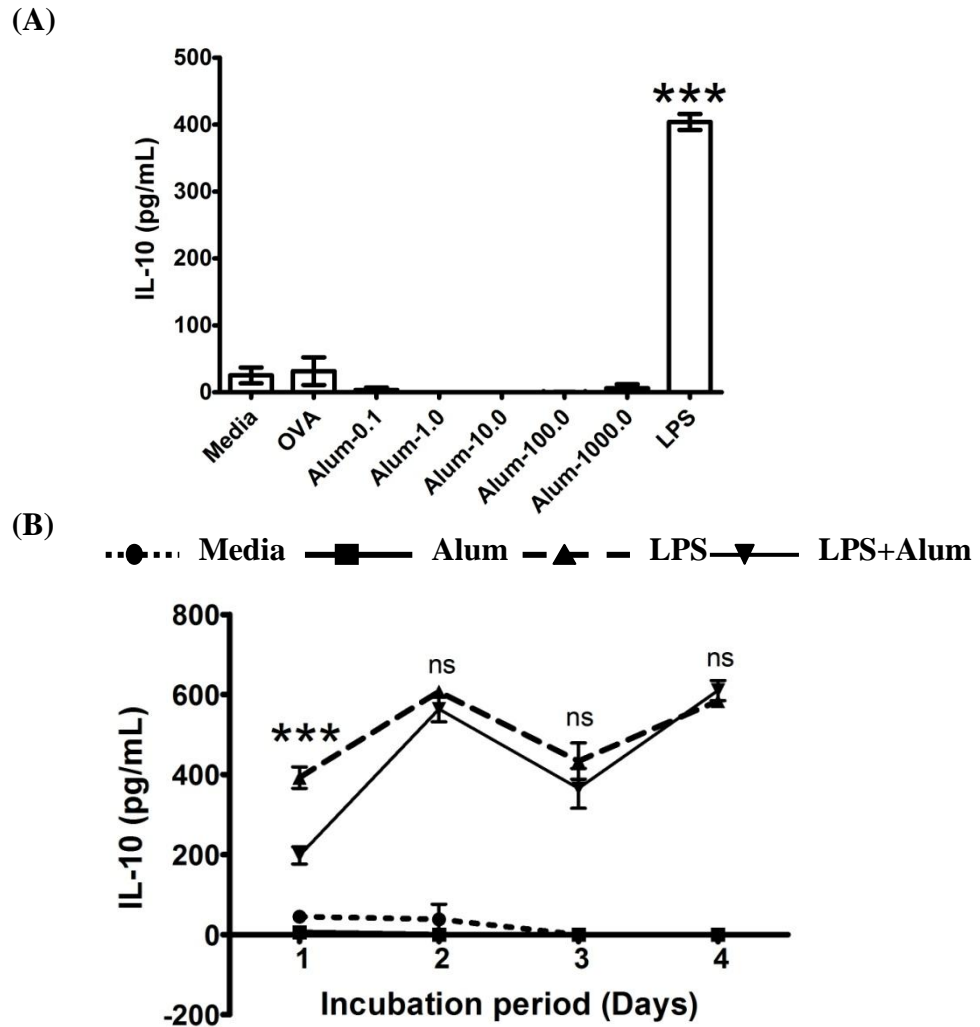 (A)
500
400
300
200
100
0
IL-10 (pg/mL)
***
Media
OVA
Alum-0.1
Alum-1.0
Alum-10.0
Alum-100.0
Alum-1000.0
LPS
(B)
Media Alum LPS LPS+Alum
800
600
400
200
0
-200
IL-10 (pg/mL)
***
ns
ns
ns
1 2 3 4
Incubation period (Days)